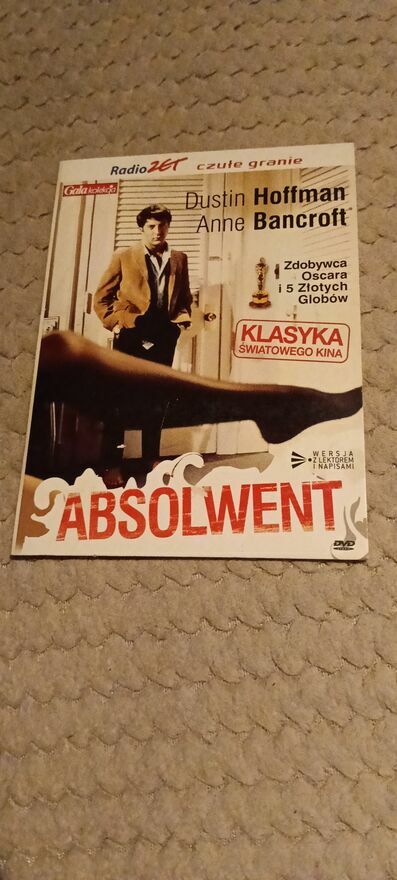 Radio ZET czułe granie
Gala kolekcja
Dustin Hoffman
Anne Bancroft
Zdobywca
Oscara
i 5 Złotych
Globów
KLASYKA
ŚWIATOWEGO KINA
WERSJA
Z LEKTOREM
I NAPISAMI
ABSOLWENT
DVD
VIDEO